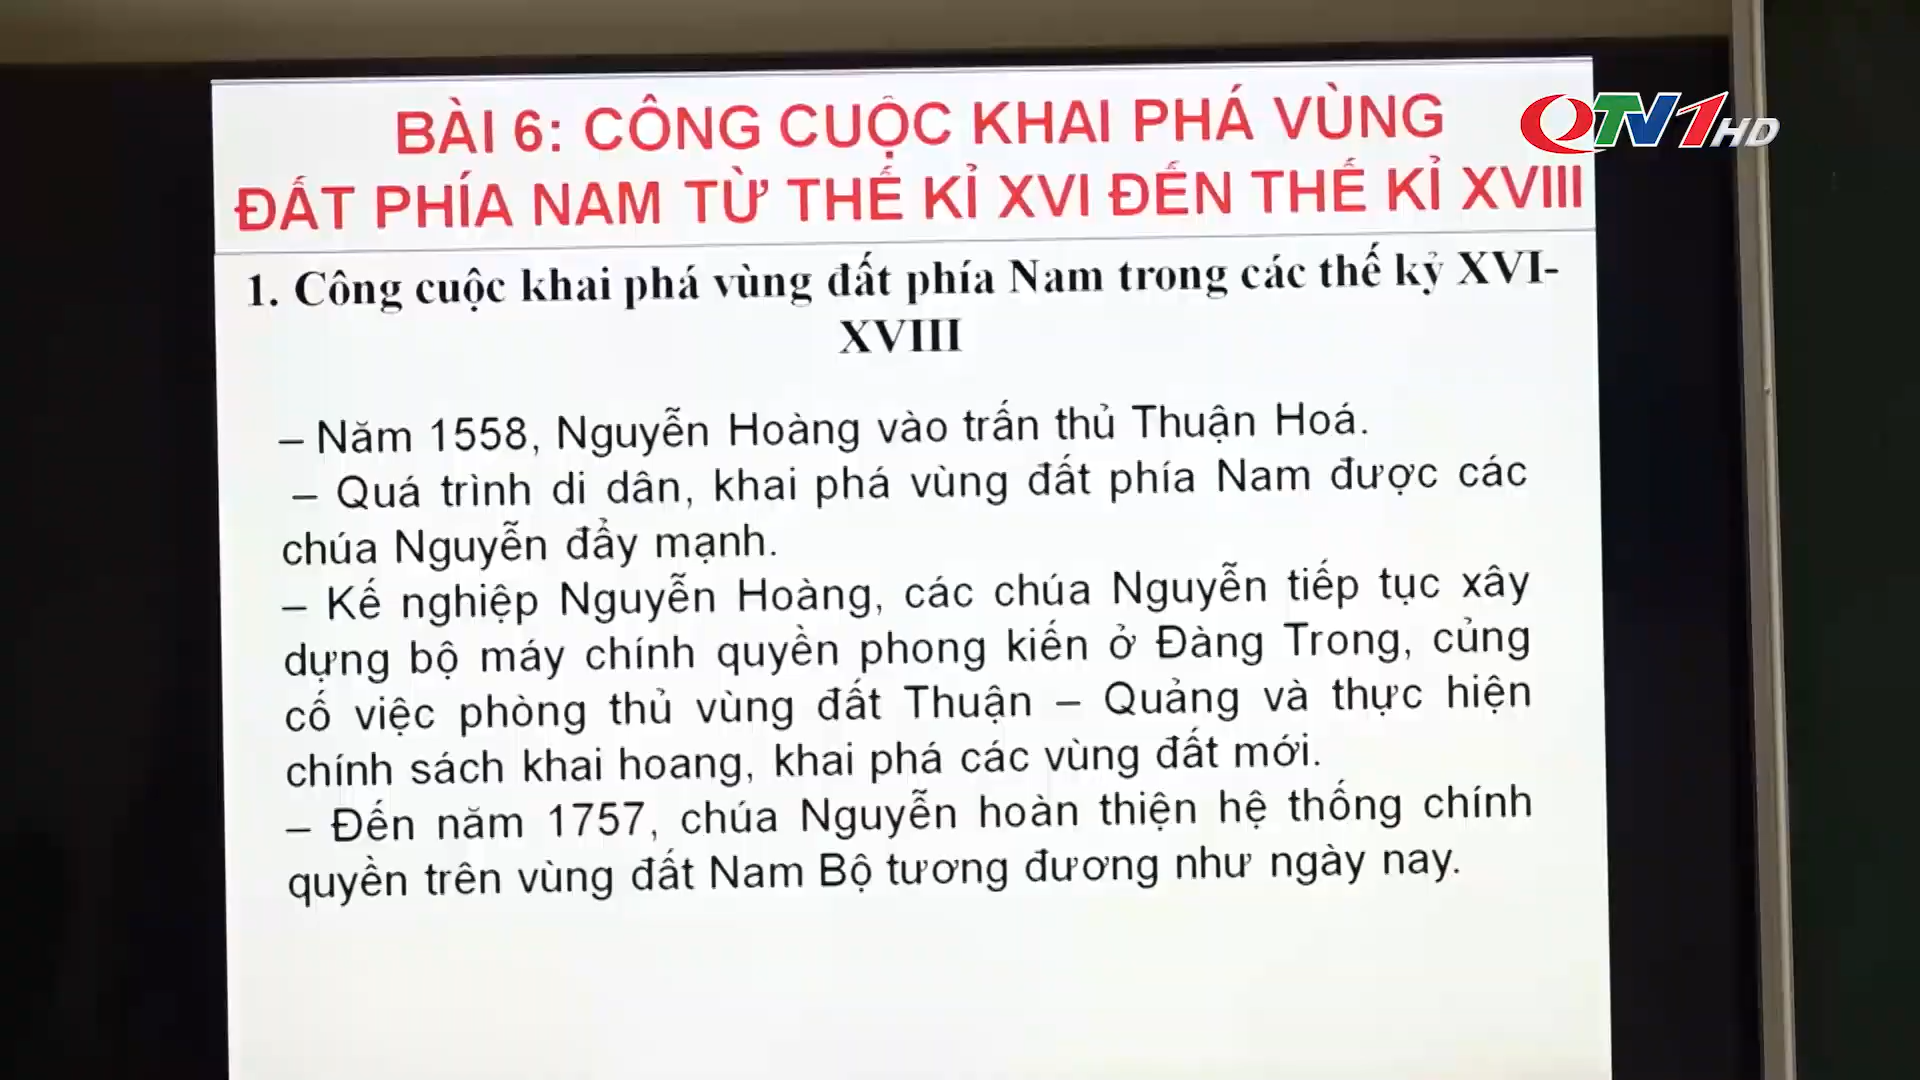 BÀI 6: CÔNG CUỘC KHAI PHÁ VÙNG
ĐẤT PHÍA NAM TỪ THẾ KỈ XVI ĐẾN THẾ KỈ XVIII
QTV1HD
1. Công cuộc khai phá vùng đất phía Nam trong các thế kỷ XVI-
XVIII
– Năm 1558, Nguyễn Hoàng vào trấn thủ Thuận Hoá.
– Quá trình di dân, khai phá vùng đất phía Nam được các
chúa Nguyễn đẩy mạnh.
– Kế nghiệp Nguyễn Hoàng, các chúa Nguyễn tiếp tục xây
dựng bộ máy chính quyền phong kiến ở Đàng Trong, củng
cố việc phòng thủ vùng đất Thuận – Quảng và thực hiện
chính sách khai hoang, khai phá các vùng đất mới.
– Đến năm 1757, chúa Nguyễn hoàn thiện hệ thống chính
quyền trên vùng đất Nam Bộ tương đương như ngày nay.